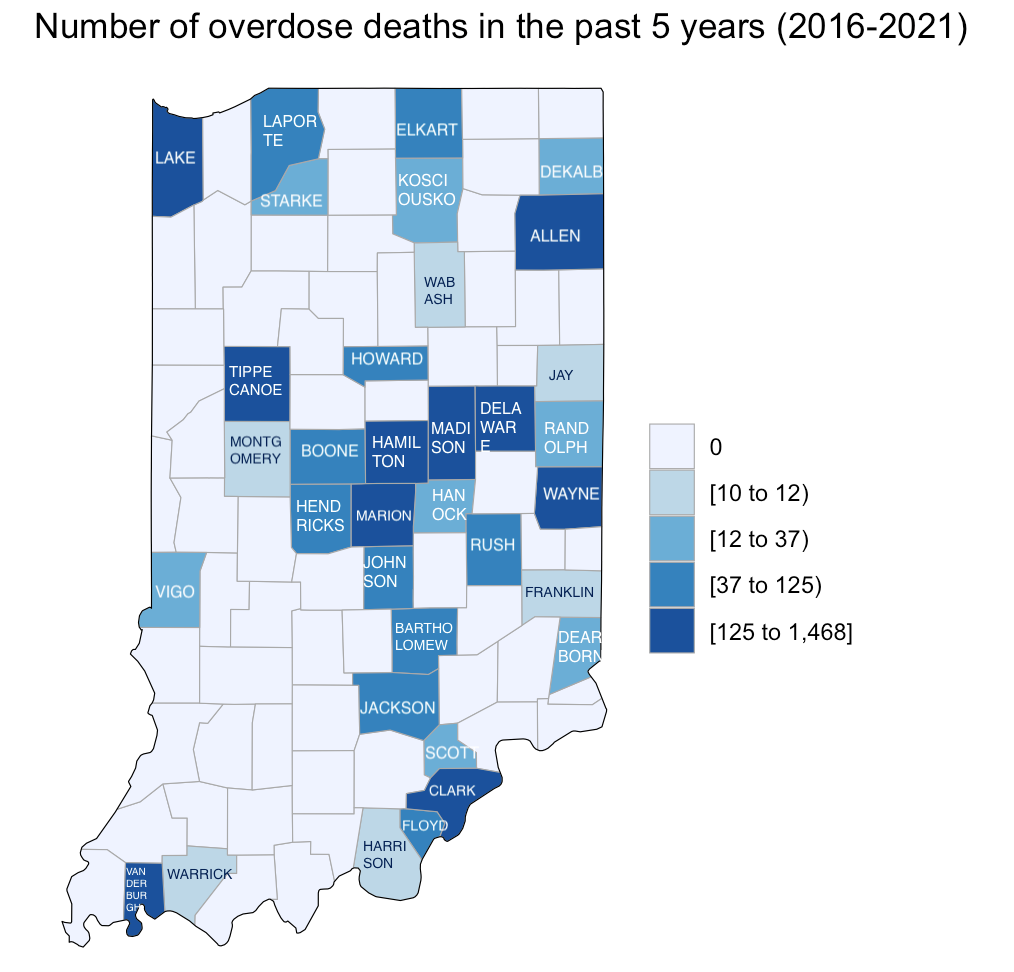 Number of overdose deaths in the past 5 years (2016-2021)
LAPOR
TE
ELKART
LAKE
DEKALB
KOSCI
OUSKO
STARKE
ALLEN
WAB
ASH
HOWARD
TIPPE
CANOE
JAY
DELA
WAR
E
MADI
SON
RAND
OLPH
MONTG
OMERY
BOONE
HAMIL
TON
WAYNE
HEND
RICKS
MARION
HAN
OCK
RUSH
JOHN
SON
VIGO
FRANKLIN
BARTHO
LOMEW
DEAR
BORN
JACKSON
SCOTT
CLARK
FLOYD
HARRI
SON
VAN
DER
BUR
GH
WARRICK
0
[10 to 12)
[12 to 37)
[37 to 125)
[125 to 1,468]